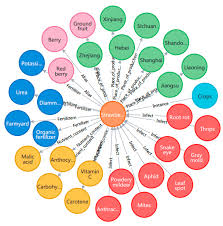 Xinjiang
Sichuan
Ground
fruit
Shando...
Hebei
Berry
Zhejiang
Shanghai
Liaoning
Potassi...
Red
berry
Jiangsu
Urea
Diamm...
Crops
Strawbe...
Farmyard
Organic
fertilizer
Fertilizer
Root rot
Thrips
Malic
acid
Anthocy...
Snake
eye
Grey
mold
Vitamin
C
Carbohy...
Powdery
mildew
Aphid
Leaf
spot
Carotene
Anthrac...
Mites
Infect